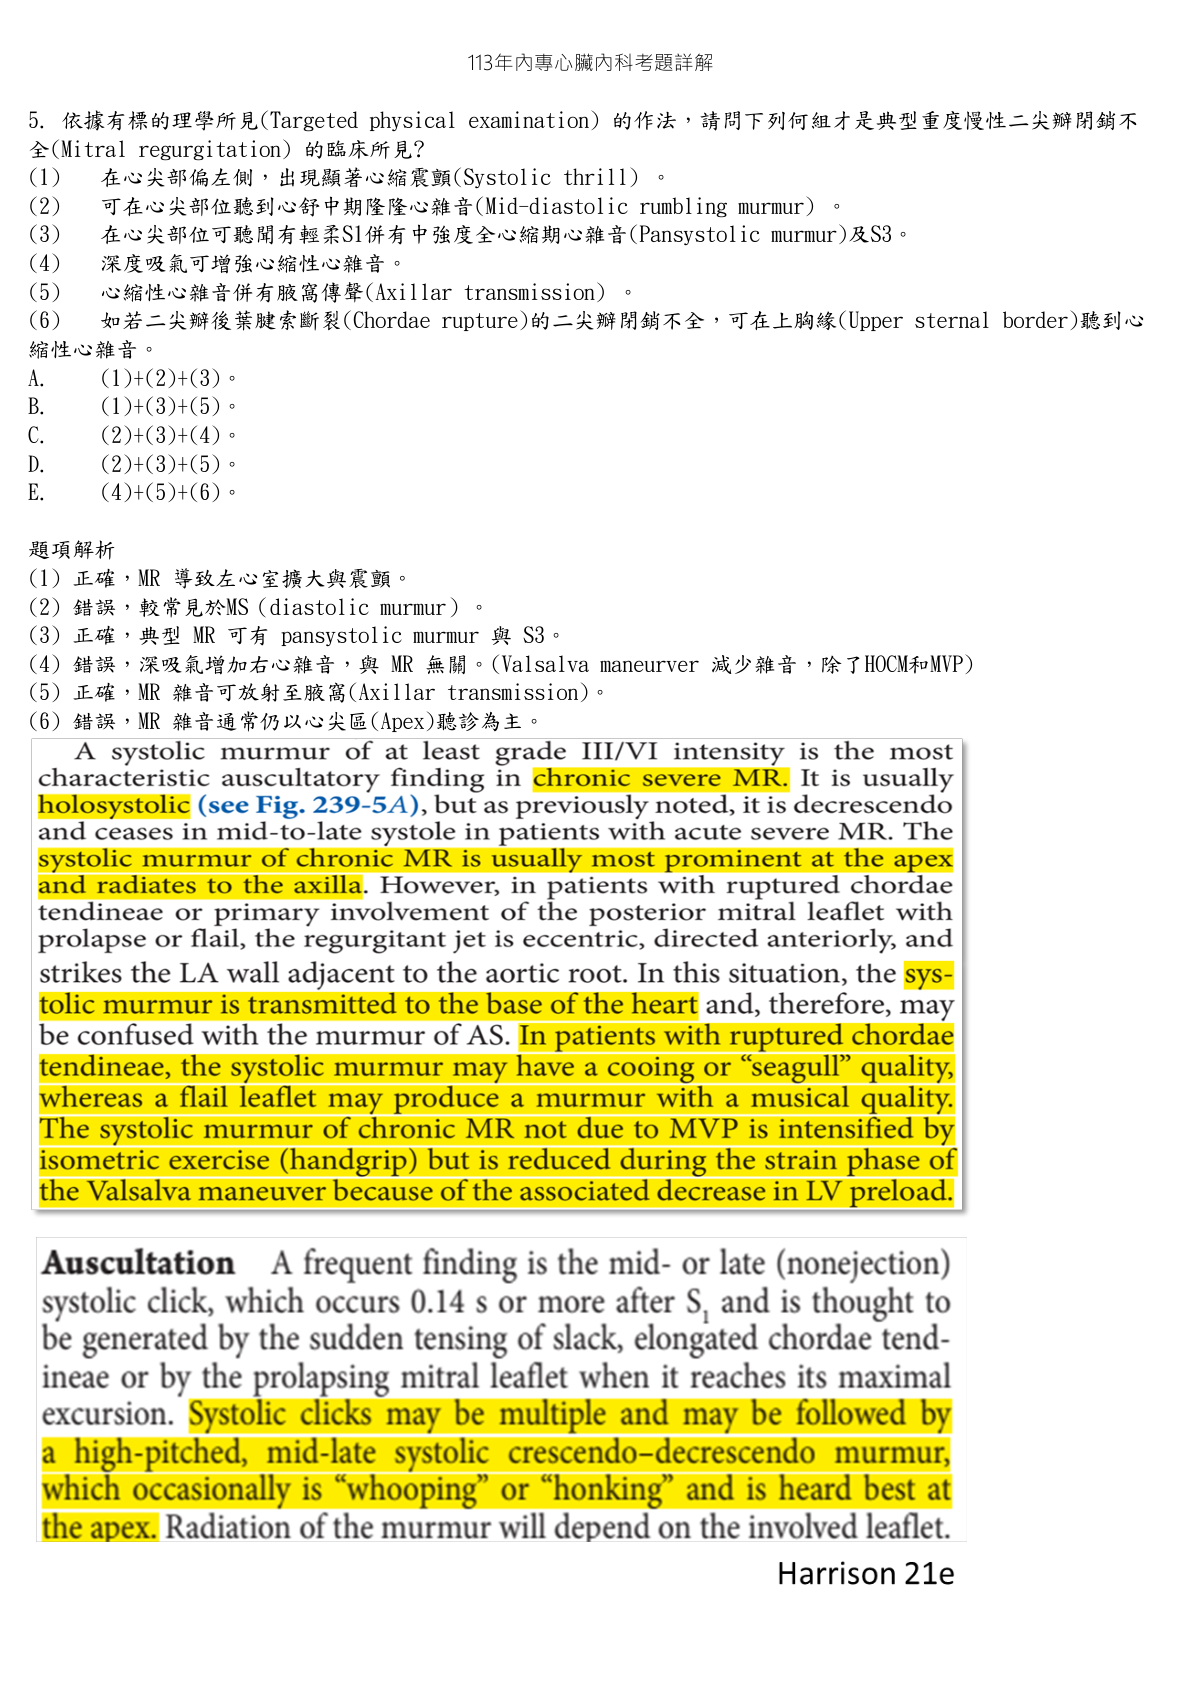 113年內專心臟內科考題詳解
5. 依據有標的理學所見(Targeted physical examination) 的作法，請問下列何組才是典型重度慢性二尖瓣閉銷不
全(Mitral regurgitation) 的臨床所見?
(1) 在心尖部偏左側，出現顯著心縮震顫(Systolic thrill) 。
(2) 可在心尖部位聽到心舒中期隆隆心雜音(Mid-diastolic rumbling murmur) 。
(3) 在心尖部位可聽聞有輕柔S1併有中強度全心縮期心雜音(Pansystolic murmur)及S3。
(4) 深度吸氣可增強心縮性心雜音。
(5) 心縮性心雜音併有腋窩傳聲(Axillar transmission) 。
(6) 如若二尖瓣後葉腱索斷裂(Chordae rupture)的二尖瓣閉銷不全，可在上胸緣(Upper sternal border)聽到心
縮性心雜音。
A. (1)+(2)+(3)。
B. (1)+(3)+(5)。
C. (2)+(3)+(4)。
D. (2)+(3)+(5)。
E. (4)+(5)+(6)。
題項解析
(1) 正確，MR 導致左心室擴大與震顫。
(2) 錯誤，較常見於MS（diastolic murmur）。
(3) 正確，典型 MR 可有 pansystolic murmur 與 S3。
(4) 錯誤，深吸氣增加右心雜音，與 MR 無關。(Valsalva maneurver 減少雜音，除了HOCM和MVP)
(5) 正確，MR 雜音可放射至腋窩(Axillar transmission)。
(6) 錯誤，MR 雜音通常仍以心尖區(Apex)聽診為主。
A systolic murmur of at least grade III/VI intensity is the most
characteristic auscultatory finding in chronic severe MR. It is usually
holosystolic (see Fig. 239-5A), but as previously noted, it is decrescendo
and ceases in mid-to-late systole in patients with acute severe MR. The
systolic murmur of chronic MR is usually most prominent at the apex
and radiates to the axilla. However, in patients with ruptured chordae
tendineae or primary involvement of the posterior mitral leaflet with
prolapse or flail, the regurgitant jet is eccentric, directed anteriorly, and
strikes the LA wall adjacent to the aortic root. In this situation, the sys-
tolic murmur is transmitted to the base of the heart and, therefore, may
be confused with the murmur of AS. In patients with ruptured chordae
tendineae, the systolic murmur may have a cooing or “seagull” quality,
whereas a flail leaflet may produce a murmur with a musical quality.
The systolic murmur of chronic MR not due to MVP is intensified by
isometric exercise (handgrip) but is reduced during the strain phase of
the Valsalva maneuver because of the associated decrease in LV preload.
Auscultation A frequent finding is the mid- or late (nonejection)
systolic click, which occurs 0.14 s or more after S1 and is thought to
be generated by the sudden tensing of slack, elongated chordae tend-
ineae or by the prolapsing mitral leaflet when it reaches its maximal
excursion. Systolic clicks may be multiple and may be followed by
a high-pitched, mid-late systolic crescendo–decrescendo murmur,
which occasionally is “whooping” or “honking” and is heard best at
the apex. Radiation of the murmur will depend on the involved leaflet.
Harrison 21e